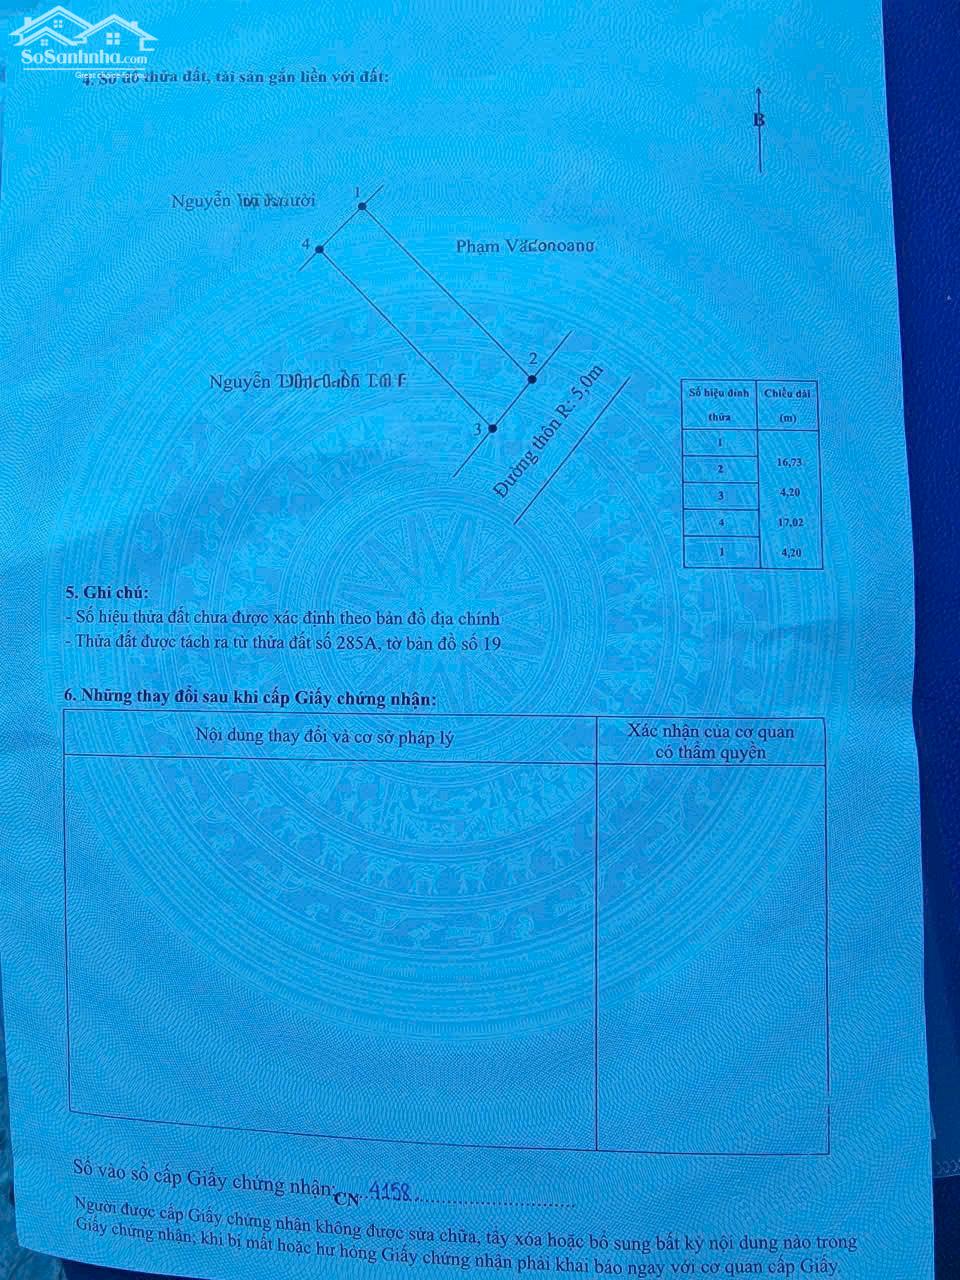 SoSanhnha.com
Great choice for you
4. Sơ đồ thửa đất, tài sản gắn liền với đất:
B
Nguyễn
1
4
Phạm
2
Nguyễn
3
Đường thôn R: 5,0m
Số hiệu đỉnh thửa
Chiều dài (m)
1
16,73
2
4,20
3
17,02
4
4,20
1
5. Ghi chú:
- Số hiệu thửa đất chưa được xác định theo bản đồ địa chính
- Thửa đất được tách ra từ thửa đất số 285A, tờ bản đồ số 19
6. Những thay đổi sau khi cấp Giấy chứng nhận:
Nội dung thay đổi và cơ sở pháp lý
Xác nhận của cơ quan
có thẩm quyền
Số vào sổ cấp Giấy chứng nhận: CN 4158
Người được cấp Giấy chứng nhận không được sửa chữa, tẩy xóa hoặc bổ sung bất kỳ nội dung nào trong
Giấy chứng nhận; khi bị mất hoặc hư hỏng Giấy chứng nhận phải khai báo ngay với cơ quan cấp Giấy.